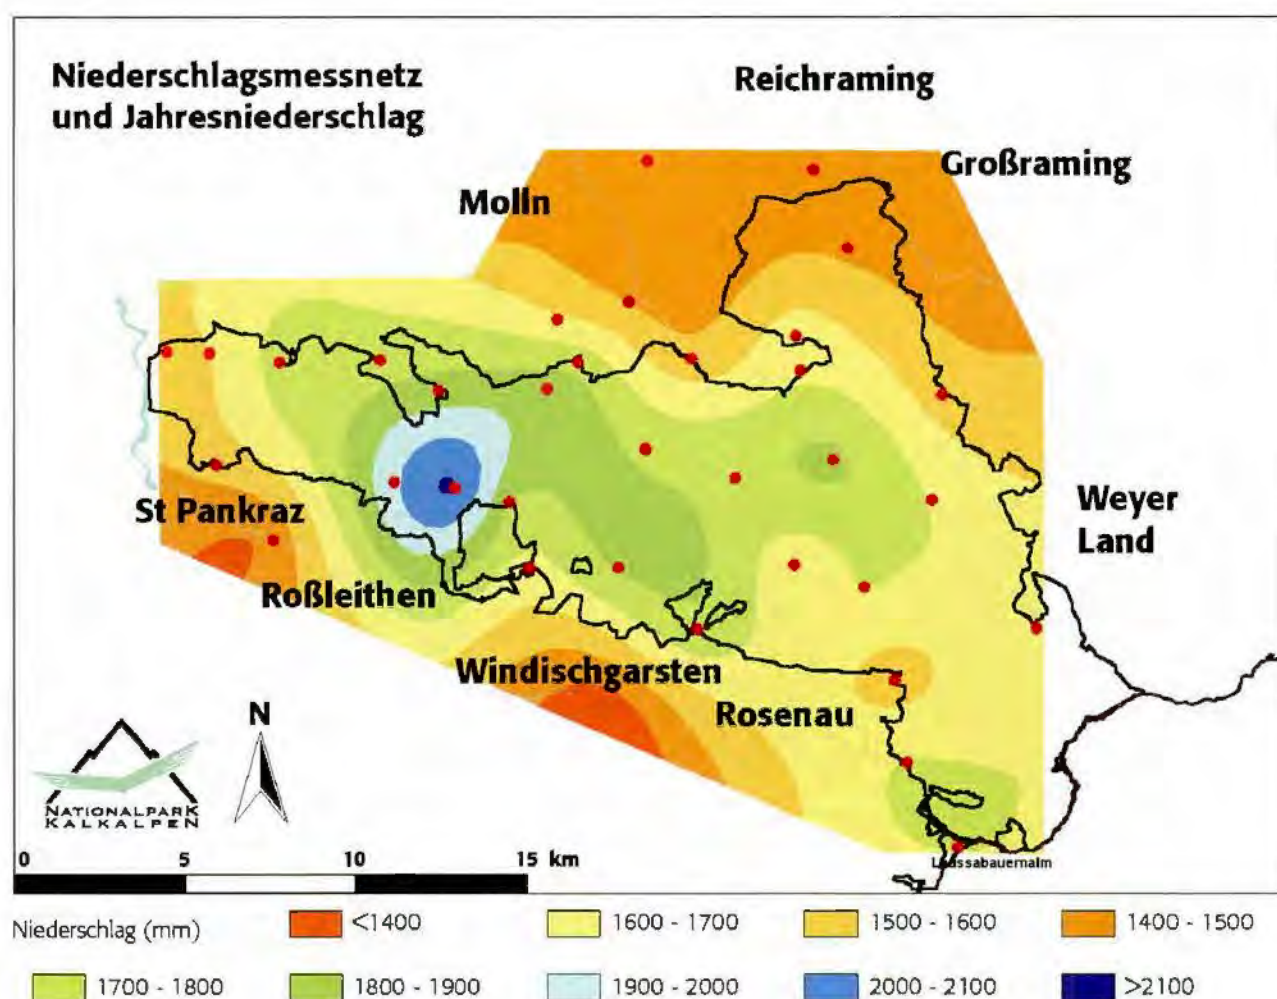 Niederschlagsmessnetz
und Jahresniederschlag
Reichraming
Großraming
Molln
St Pankraz
Weyer
Land
Roßleithen
Windischgarsten
Rosenau
N
NATIONALPARK
KALKALPEN
0 5 10 15 km
Niederschlag (mm)
<1400
1600 - 1700
1500 - 1600
1400 - 1500
1700 - 1800
1800 - 1900
1900 - 2000
2000 - 2100
>2100